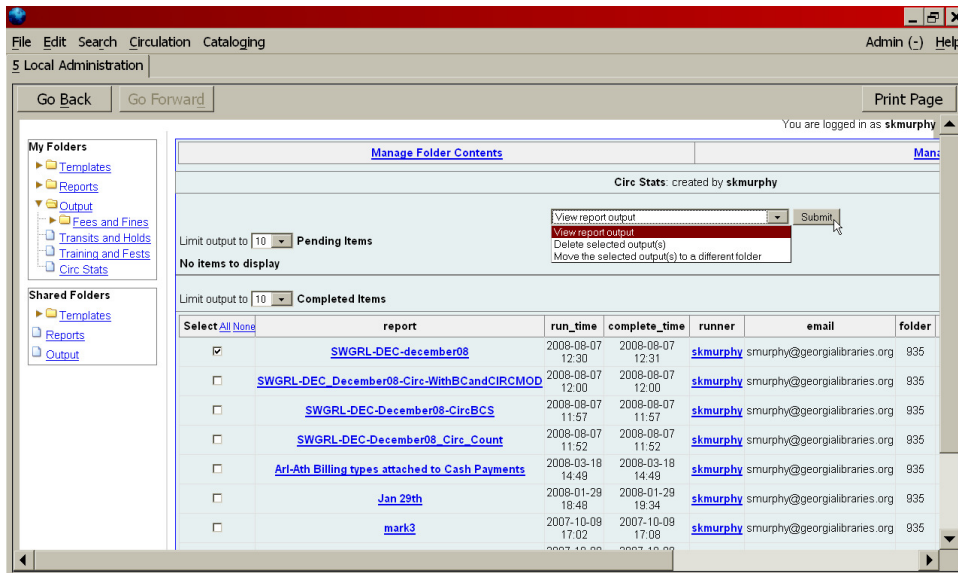 File Edit Search Circulation Cataloging Admin (-) Help
5 Local Administration
Go Back Go Forward Print Page
You are logged in as skmurphy
My Folders
Templates
Reports
Output
Fees and Fines
Transits and Holds
Training and Fests
Circ Stats
Shared Folders
Templates
Reports
Output
Manage Folder Contents
Circ Stats: created by skmurphy
View report output Submit
View report output
Delete selected output(s)
Move the selected output(s) to a different folder
Limit output to 10 Pending Items
No items to display
Limit output to 10 Completed Items
Select All None report run_time complete_time runner email folder
SWGRL-DEC-december08 2008-08-07 12:30 2008-08-07 12:31 skmurphy smurphy@georgialibraries.org 935
SWGRL-DEC_December08-Circ-WithBCandCIRCMOD 2008-08-07 12:00 2008-08-07 12:00 skmurphy smurphy@georgialibraries.org 935
SWGRL-DEC-December08-CircBCS 2008-08-07 11:57 2008-08-07 11:57 skmurphy smurphy@georgialibraries.org 935
SWGRL-DEC-December08_Circ_Count 2008-08-07 11:52 2008-08-07 11:52 skmurphy smurphy@georgialibraries.org 935
Arl-Ath Billing types attached to Cash Payments 2008-03-18 14:49 2008-03-18 14:49 skmurphy smurphy@georgialibraries.org 935
Jan 29th 2008-01-29 18:48 2008-01-29 19:34 skmurphy smurphy@georgialibraries.org 935
mark3 2007-10-09 17:02 2007-10-09 17:08 skmurphy smurphy@georgialibraries.org 935